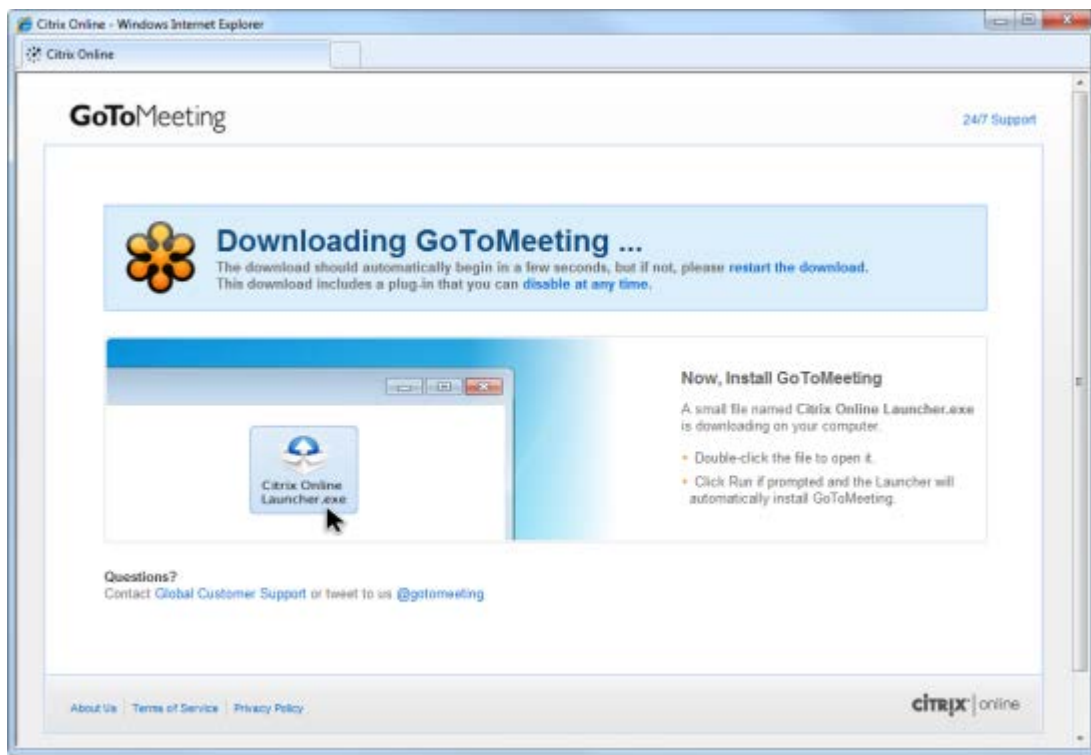 Citrix Online - Windows Internet Explorer
Citrix Online
GoToMeeting
24/7 Support
Downloading GoToMeeting ...
The download should automatically begin in a few seconds, but if not, please restart the download.
This download includes a plug-in that you can disable at any time.
Now, Install GoToMeeting
A small file named Citrix Online Launcher.exe
is downloading on your computer.
• Double-click the file to open it.
• Click Run if prompted and the Launcher will
automatically install GoToMeeting.
Citrix Online
Launcher.exe
Questions?
Contact Global Customer Support or tweet to us @gotomeeting
About Us | Terms of Service | Privacy Policy
CITRIX | online